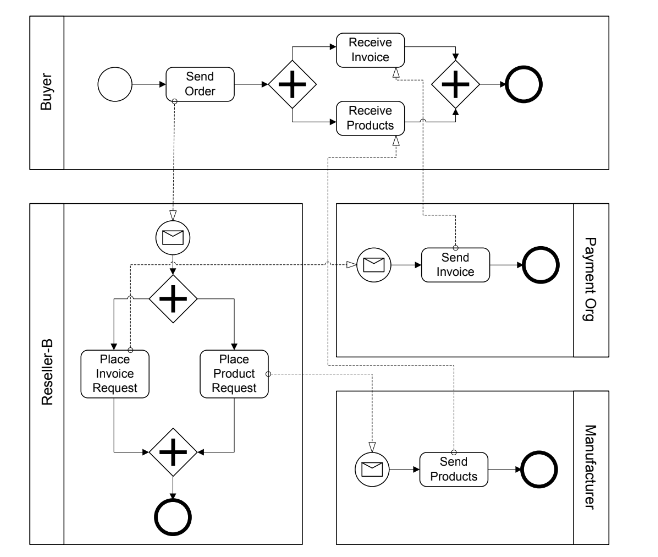 Buyer
Send
Order
Receive
Invoice
Receive
Products
Reseller-B
Place
Invoice
Request
Place
Product
Request
Send
Invoice
Payment Org
Send
Products
Manufacturer